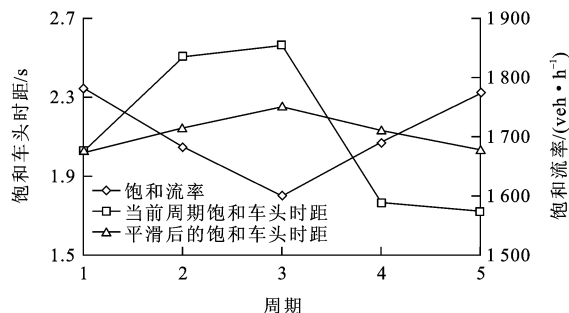 2.7
2.3
1.9
1.5
饱和车头时距/s
1 900
1 800
1 700
1 600
1 500
饱和流率/(veh·h⁻¹)
饱和流率
当前周期饱和车头时距
平滑后的饱和车头时距
1 2 3 4 5
周期